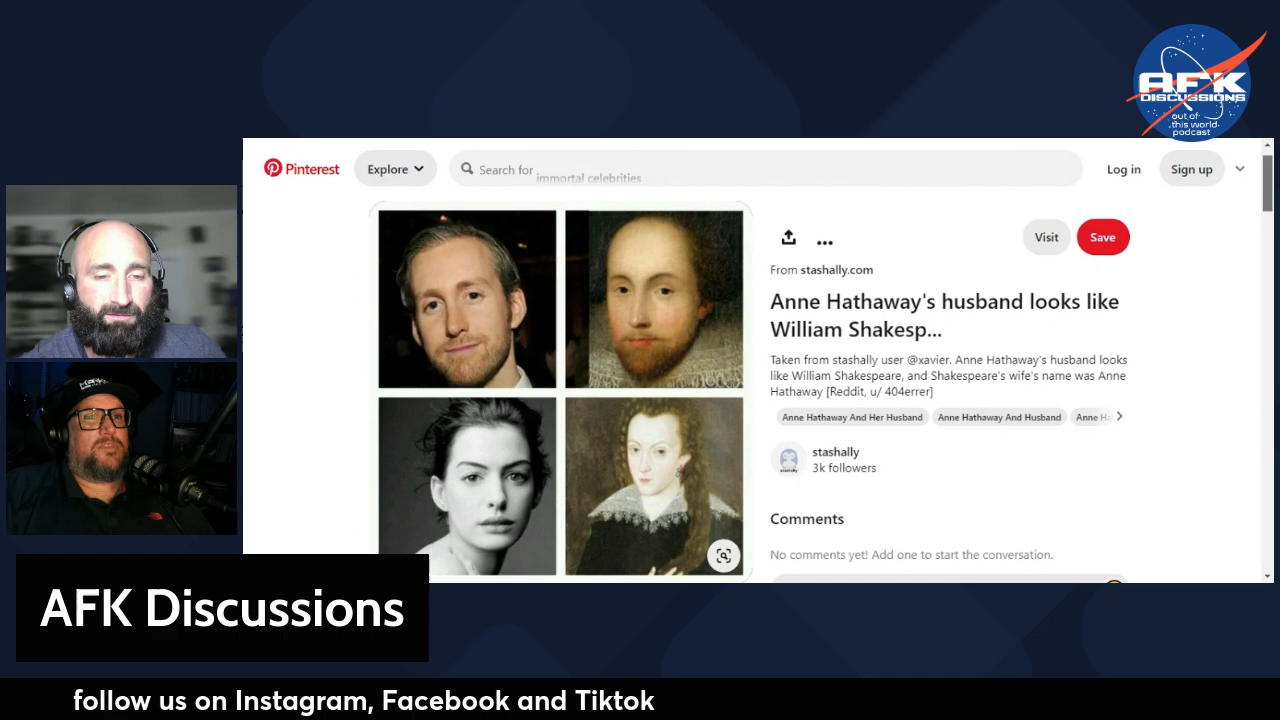 AFK
DISCUSSIONS
out of
this world
podcast
Pinterest
Explore
Search for immortal celebrities
Log in
Sign up
Visit
Save
From stashally.com
Anne Hathaway's husband looks like
William Shakesp...
Taken from stashally user @xavier. Anne Hathaway's husband looks
like William Shakespeare, and Shakespeare's wife's name was Anne
Hathaway [Reddit, u/ 404errer]
Anne Hathaway And Her Husband
Anne Hathaway And Husband
Anne Ha
stashally
3k followers
Comments
No comments yet! Add one to start the conversation.
AFK Discussions
follow us on Instagram, Facebook and Tiktok